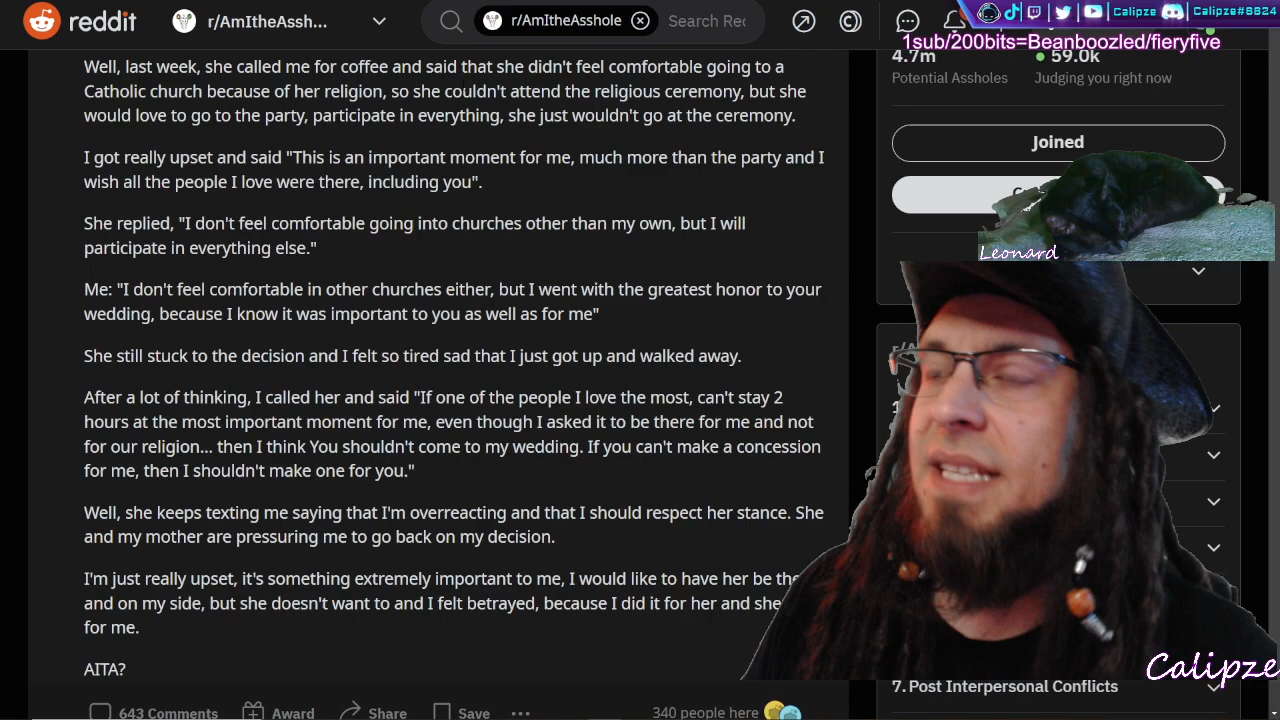 reddit
r/AmItheAssh...
r/AmItheAsshole
Search Red
Calipze
Calipze#8824
1sub/200bits=Beanboozled/fieryfive
4.7m
59.0k
Potential Assholes
Judging you right now
Joined
Leonard
Well, last week, she called me for coffee and said that she didn't feel comfortable going to a
Catholic church because of her religion, so she couldn't attend the religious ceremony, but she
would love to go to the party, participate in everything, she just wouldn't go at the ceremony.
I got really upset and said "This is an important moment for me, much more than the party and I
wish all the people I love were there, including you".
She replied, "I don't feel comfortable going into churches other than my own, but I will
participate in everything else."
Me: "I don't feel comfortable in other churches either, but I went with the greatest honor to your
wedding, because I know it was important to you as well as for me"
She still stuck to the decision and I felt so tired sad that I just got up and walked away.
After a lot of thinking, I called her and said "If one of the people I love the most, can't stay 2
hours at the most important moment for me, even though I asked it to be there for me and not
for our religion... then I think You shouldn't come to my wedding. If you can't make a concession
for me, then I shouldn't make one for you."
Well, she keeps texting me saying that I'm overreacting and that I should respect her stance. She
and my mother are pressuring me to go back on my decision.
I'm just really upset, it's something extremely important to me, I would like to have her be the
and on my side, but she doesn't want to and I felt betrayed, because I did it for her and she
for me.
AITA?
643 Comments
Award
Share
Save
...
340 people here
7. Post Interpersonal Conflicts
Calipze